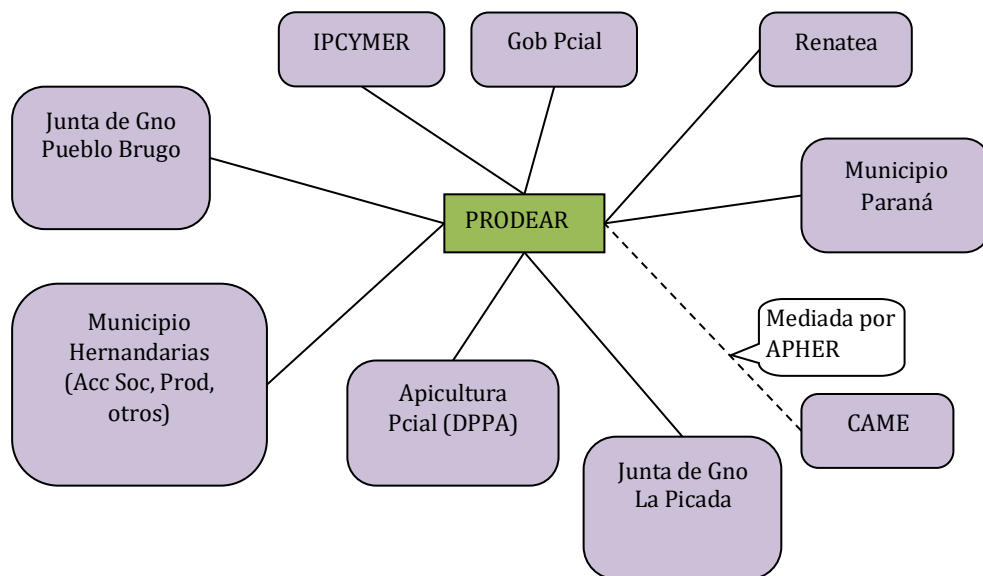 IPCYMER
Gob Pcial
Renatea
Junta de Gno
Pueblo Brugo
Municipio
Paraná
PRODEAR
Municipio
Hernandarias
(Acc Soc, Prod,
otros)
Mediada por
APHER
Apicultura
Pcial (DPPA)
CAME
Junta de Gno
La Picada